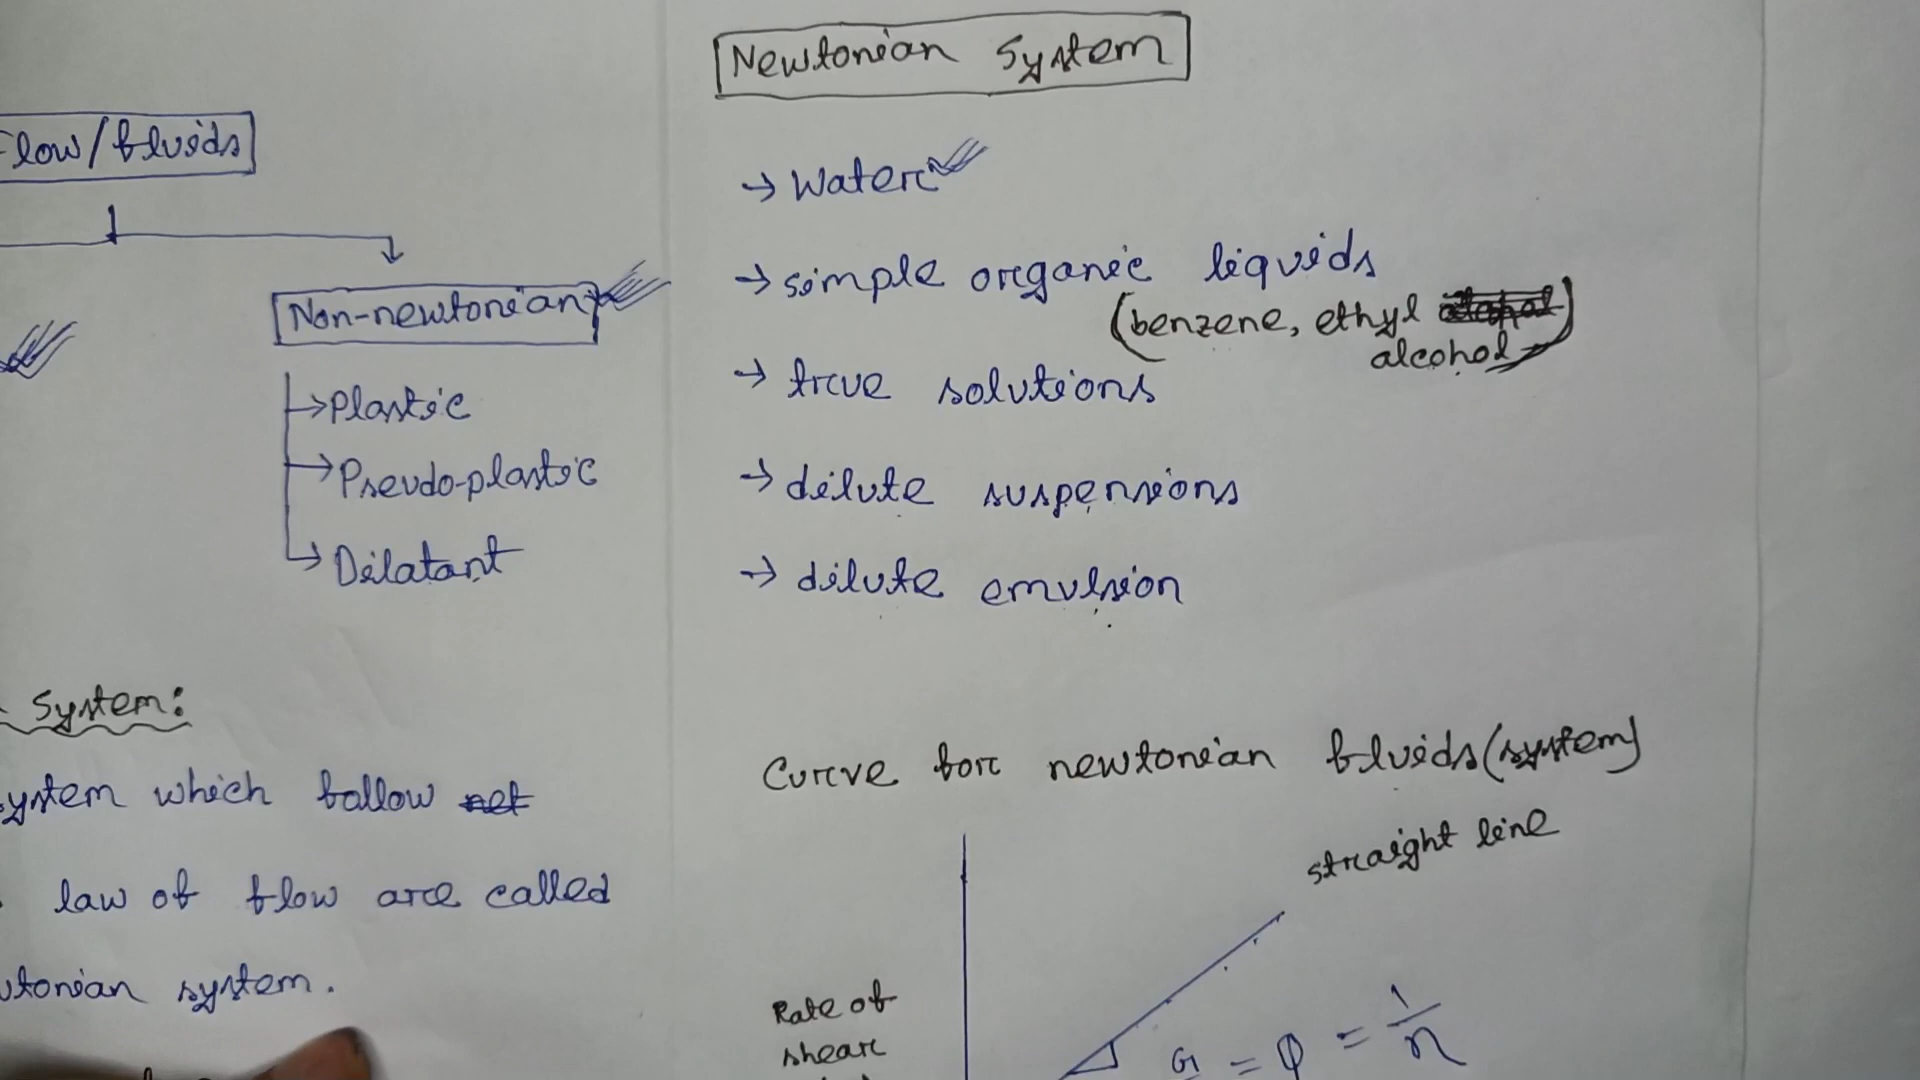 Flow/fluids
Non-newtonian
Plastic
Pseudo-plastic
Dilatant
System:
system which follow
law of flow are called
system.
Newtonian System
→ Water
→ simple organic liquids
(benzene, ethyl
alcohol)
→ true solutions
→ dilute suspensions
→ dilute emulsion
Curve for newtonian fluids (system)
straight line
Rate of
shear
G = φ = 1/η